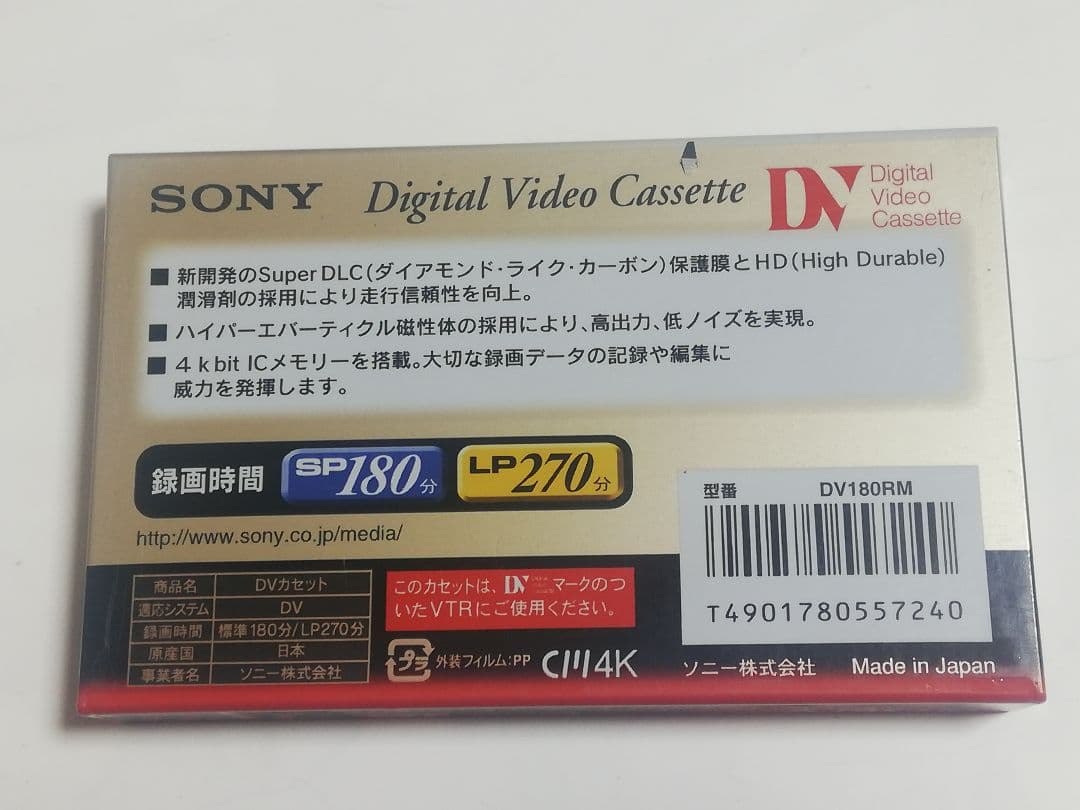 SONY Digital Video Cassette DV Digital Video Cassette
■ 新開発のSuper DLC(ダイアモンド・ライク・カーボン)保護膜とHD(High Durable)
潤滑剤の採用により走行信頼性を向上。
■ ハイパーエバーティクル磁性体の採用により、高出力、低ノイズを実現。
■ 4 k bit ICメモリーを搭載。大切な録画データの記録や編集に
威力を発揮します。
録画時間 SP180分 LP270分
http://www.sony.co.jp/media/
型番 DV180RM
T4901780557240
商品名 DVカセット
適応システム DV
録画時間 標準180分/LP270分
原産国 日本
事業者名 ソニー株式会社
このカセットは、DVマークのつ
いたVTRにご使用ください。
プラ 外装フィルム:PP CM4K
ソニー株式会社 Made in Japan